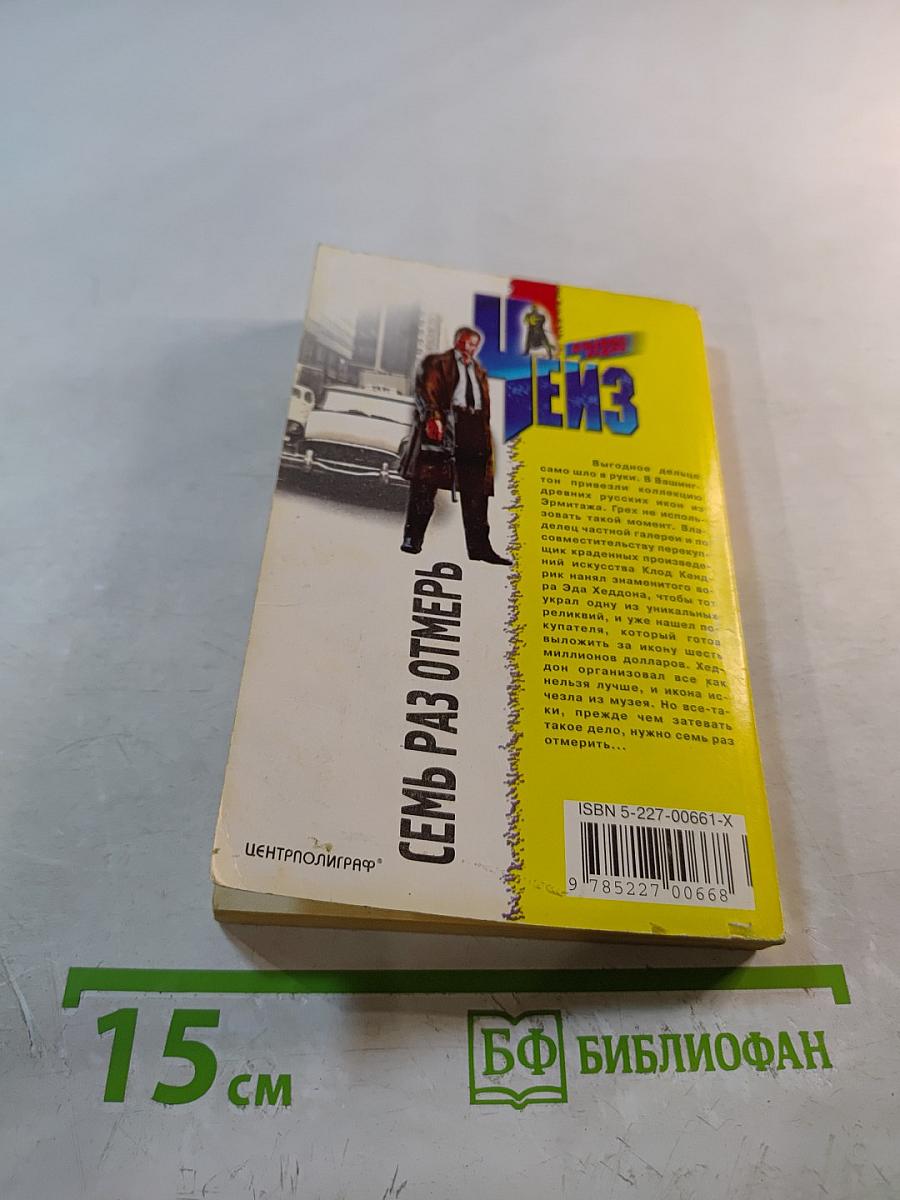 ЧЕЙЗ
Выгодное дельце
само шло в руки. В Вашинг-
тон привезли коллекцию
древних русских икон из
Эрмитажа. Грех не исполь-
зовать такой момент. Вла-
делец частной галереи и по
совместительству перекуп-
щик краденных произведе-
ний искусства Клод Кенд-
рик нанял знаменитого во-
ра Эда Хеддона, чтобы тот
украл одну из уникальных
реликвий, и уже нашел по-
купателя, который готов
выложить за икону шесть
миллионов долларов. Хед-
дон организовал все как
нельзя лучше, и икона ис-
чезла из музея. Но все-та-
ки, прежде чем затевать
такое дело, нужно семь раз
отмерить...
СЕМЬ РАЗ ОТМЕРЬ
ЦЕНТРПОЛИГРАФ®
ISBN 5-227-00661-X
9 785227 00668
15 см
БФ БИБЛИОФАН